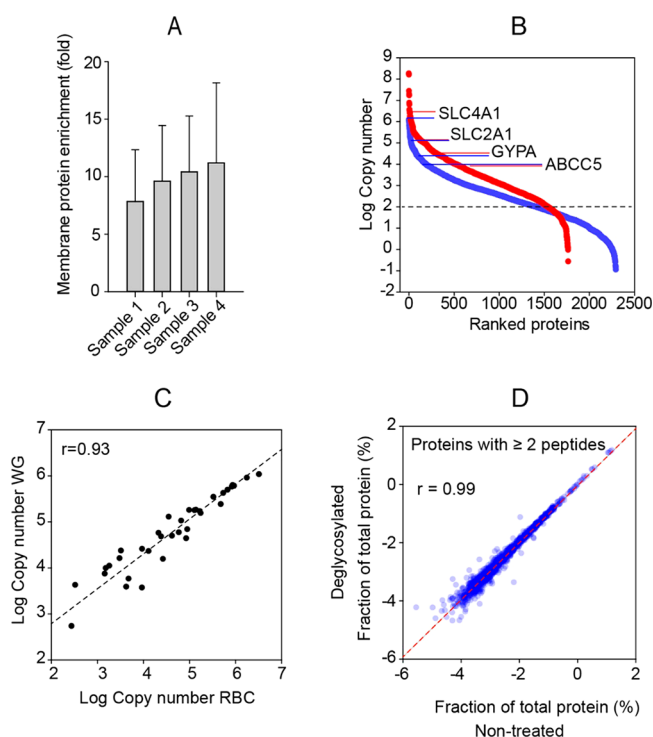 A
Membrane protein enrichment (fold)
20
15
10
5
0
Sample 1
Sample 2
Sample 3
Sample 4
B
Log Copy number
9
8
7
6
5
4
3
2
1
0
-1
-2
SLC4A1
SLC2A1
GYPA
ABCC5
0 500 1000 1500 2000 2500
Ranked proteins
C
Log Copy number WG
7
6
5
4
3
2
r=0.93
2 3 4 5 6 7
Log Copy number RBC
D
Deglycosylated
Fraction of total protein (%)
2
0
-2
-4
-6
Proteins with ≥ 2 peptides
r = 0.99
-6 -4 -2 0 2
Fraction of total protein (%)
Non-treated